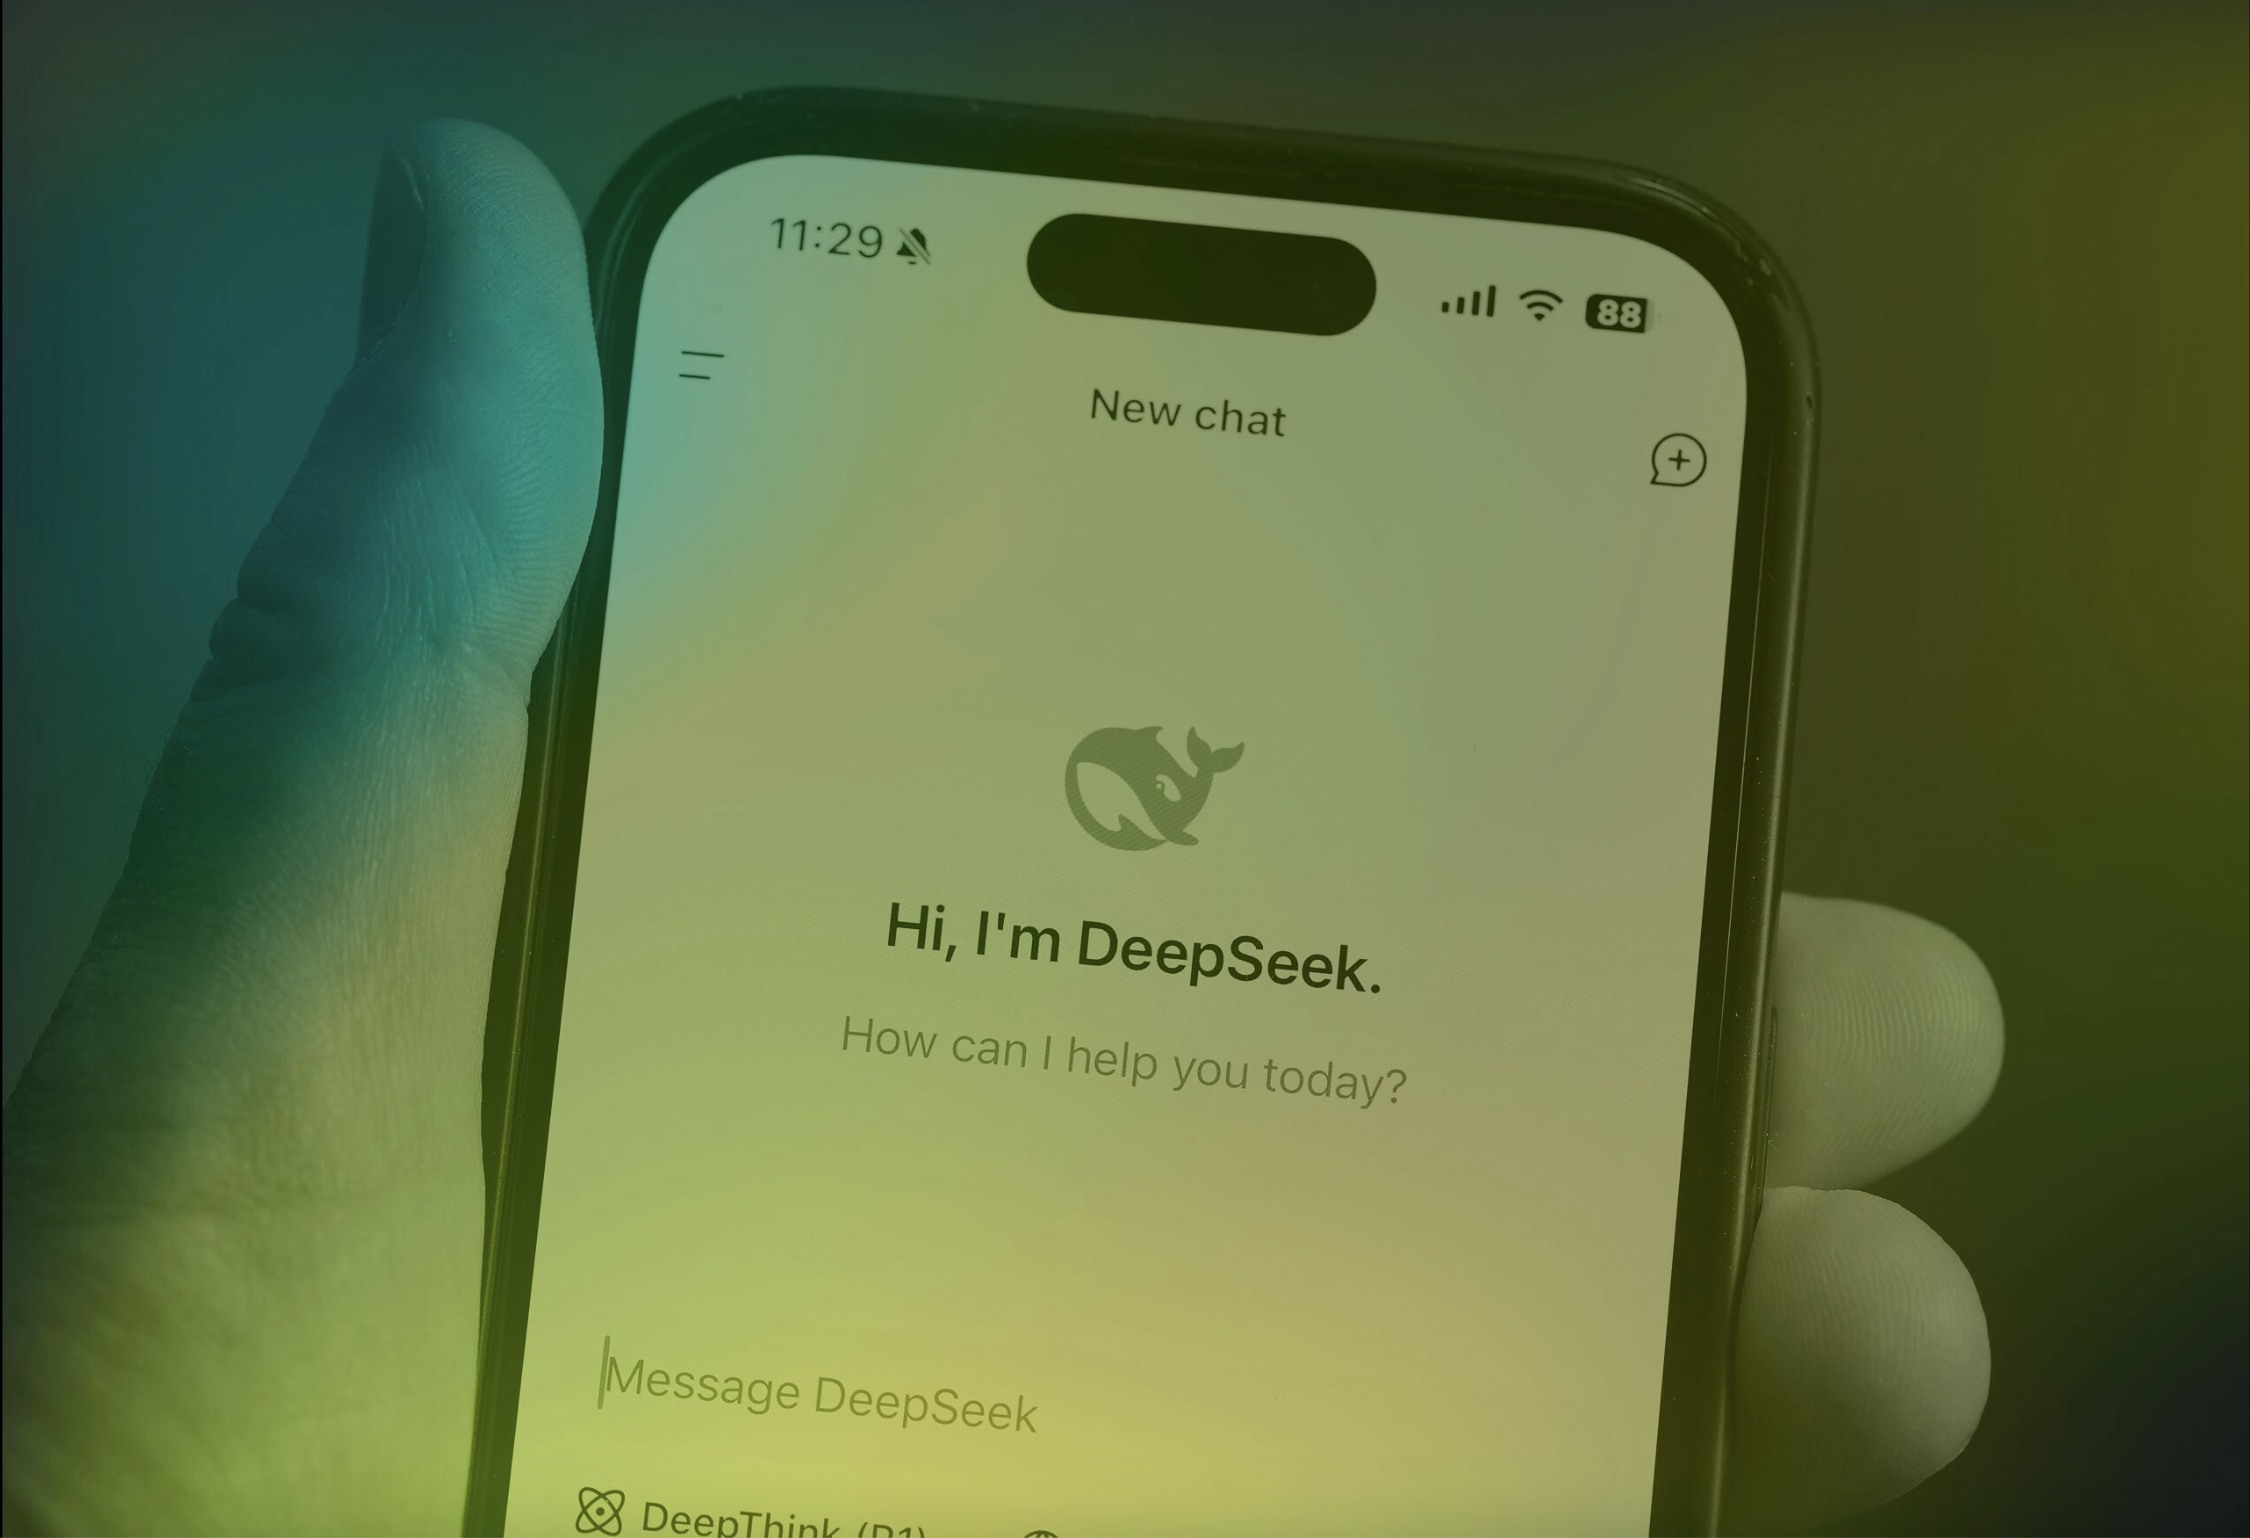 11:29
88
New chat
Hi, I'm DeepSeek.
How can I help you today?
Message DeepSeek
DeepThink (R1)